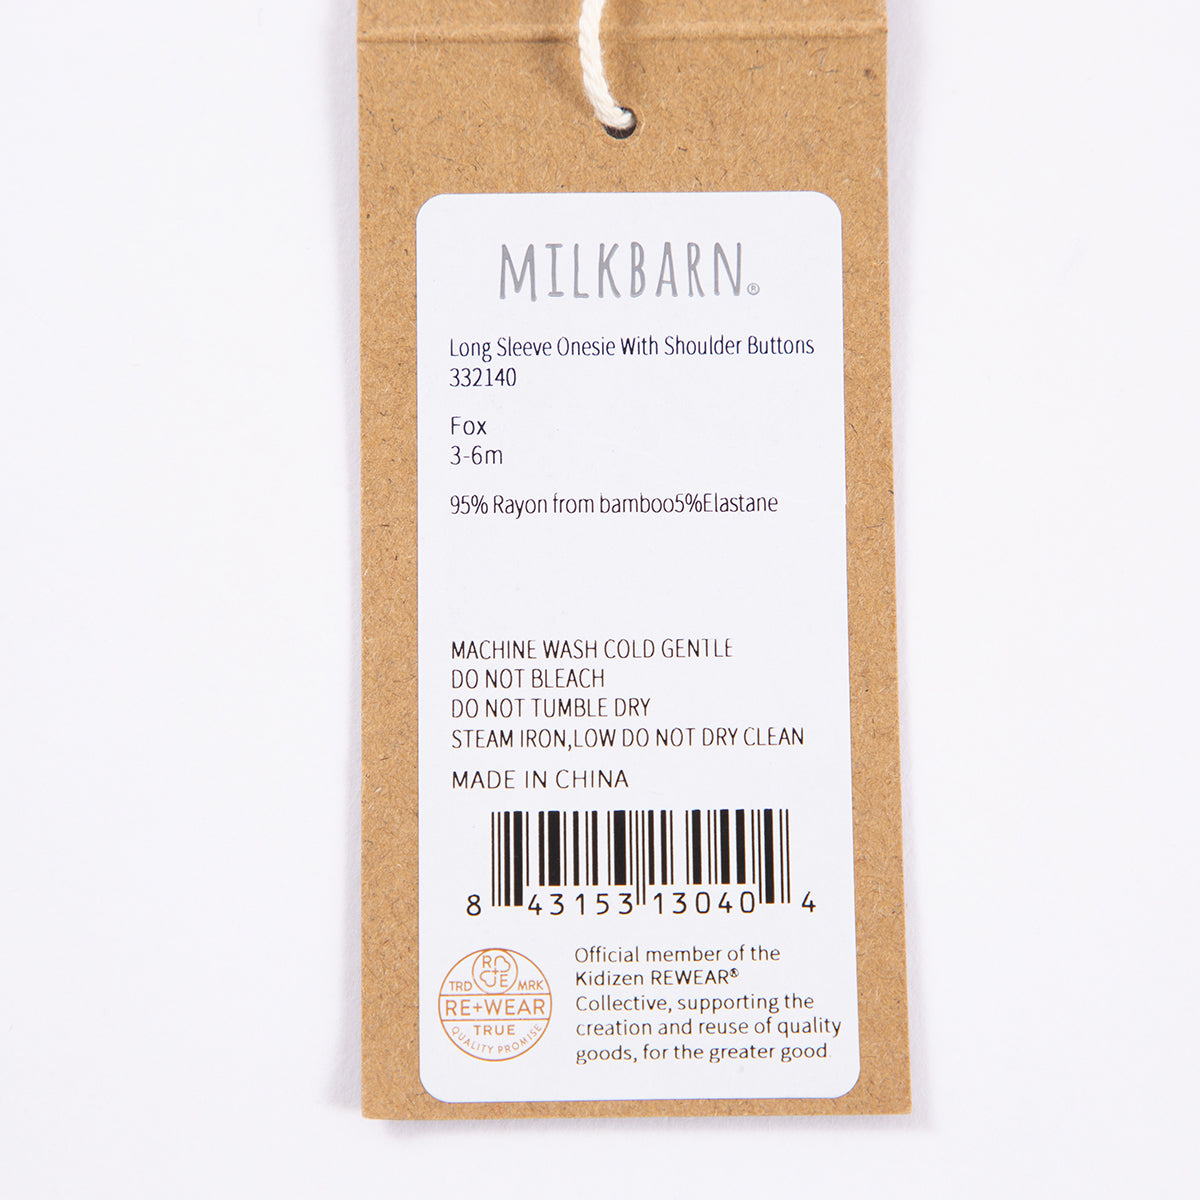 MILKBARN®
Long Sleeve Onesie With Shoulder Buttons
332140
Fox
3-6m
95% Rayon from bamboo5%Elastane
MACHINE WASH COLD GENTLE
DO NOT BLEACH
DO NOT TUMBLE DRY
STEAM IRON,LOW DO NOT DRY CLEAN
MADE IN CHINA
8 43153 13040 4
R E
TRD MRK
RE+WEAR
TRUE
QUALITY PROMISE
Official member of the
Kidizen REWEAR®
Collective, supporting the
creation and reuse of quality
goods, for the greater good.